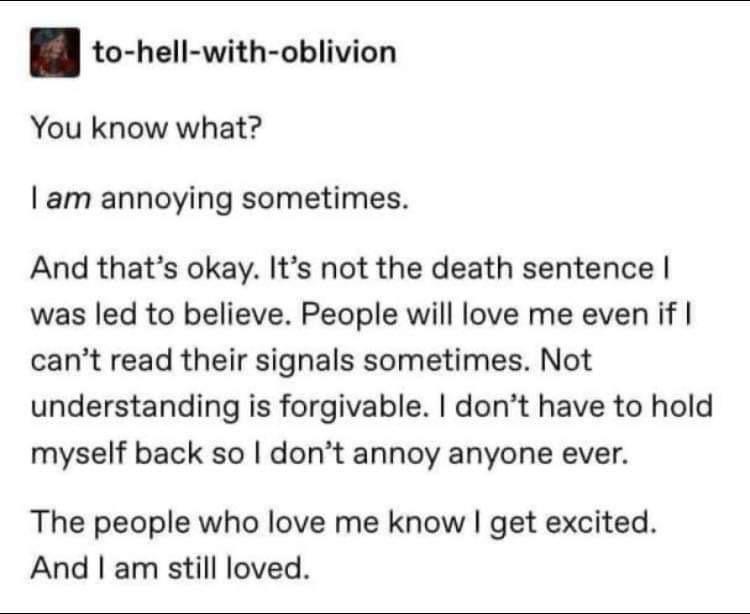 to-hell-with-oblivion
You know what?
I am annoying sometimes.
And that’s okay. It’s not the death sentence I
was led to believe. People will love me even if I
can’t read their signals sometimes. Not
understanding is forgivable. I don’t have to hold
myself back so I don’t annoy anyone ever.
The people who love me know I get excited.
And I am still loved.